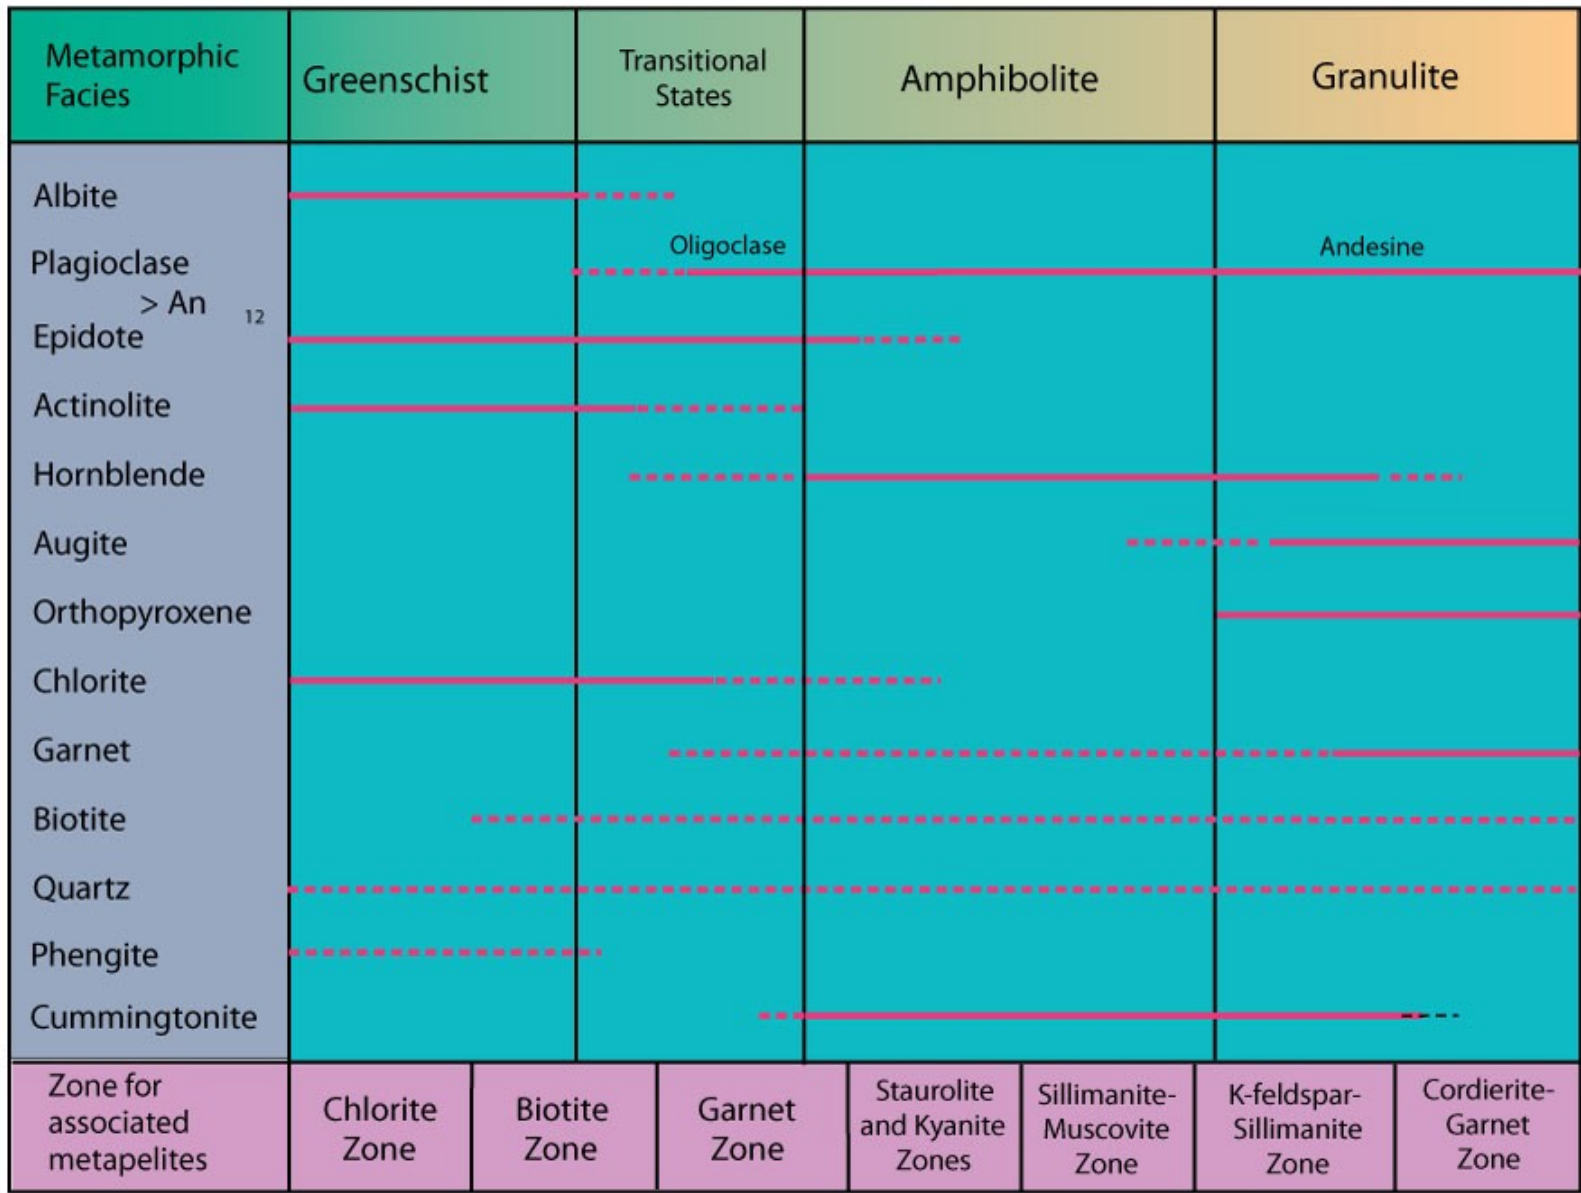 Metamorphic
Facies
Greenschist
Transitional
States
Amphibolite
Granulite
Albite
Oligoclase
Andesine
Plagioclase
> An 12
Epidote
Actinolite
Hornblende
Augite
Orthopyroxene
Chlorite
Garnet
Biotite
Quartz
Phengite
Cummingtonite
Zone for
associated
metapelites
Chlorite
Zone
Biotite
Zone
Garnet
Zone
Staurolite
and Kyanite
Zones
Sillimanite-
Muscovite
Zone
K-feldspar-
Sillimanite
Zone
Cordierite-
Garnet
Zone